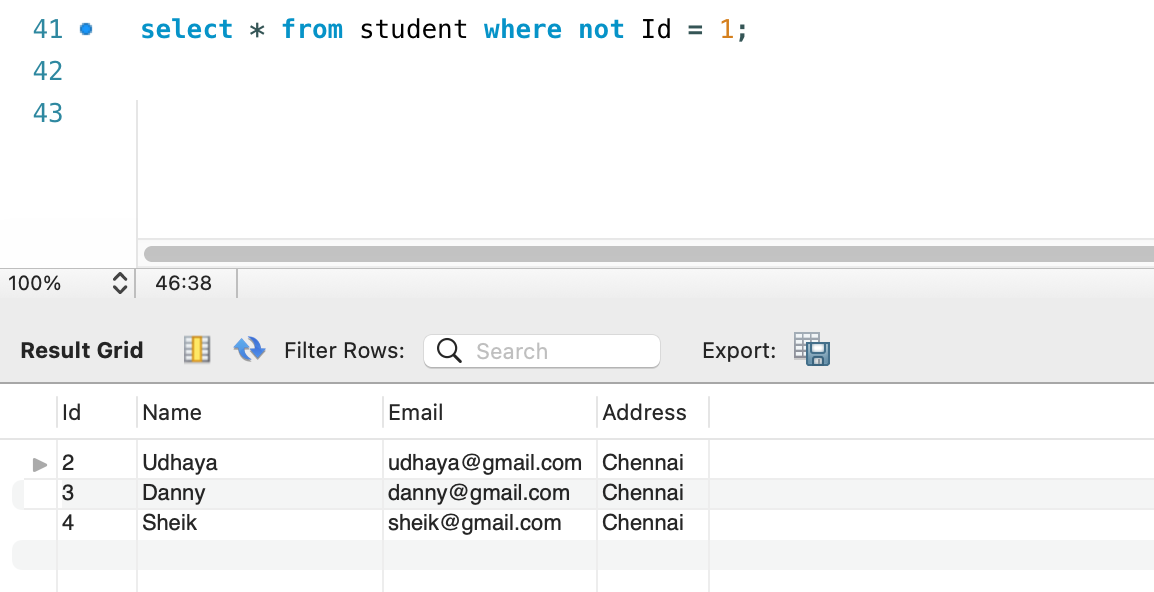 41 select * from student where not Id = 1;
42
43
100% 46:38
Result Grid Filter Rows: Search Export:
Id Name Email Address
2 Udhaya udhaya@gmail.com Chennai
3 Danny danny@gmail.com Chennai
4 Sheik sheik@gmail.com Chennai